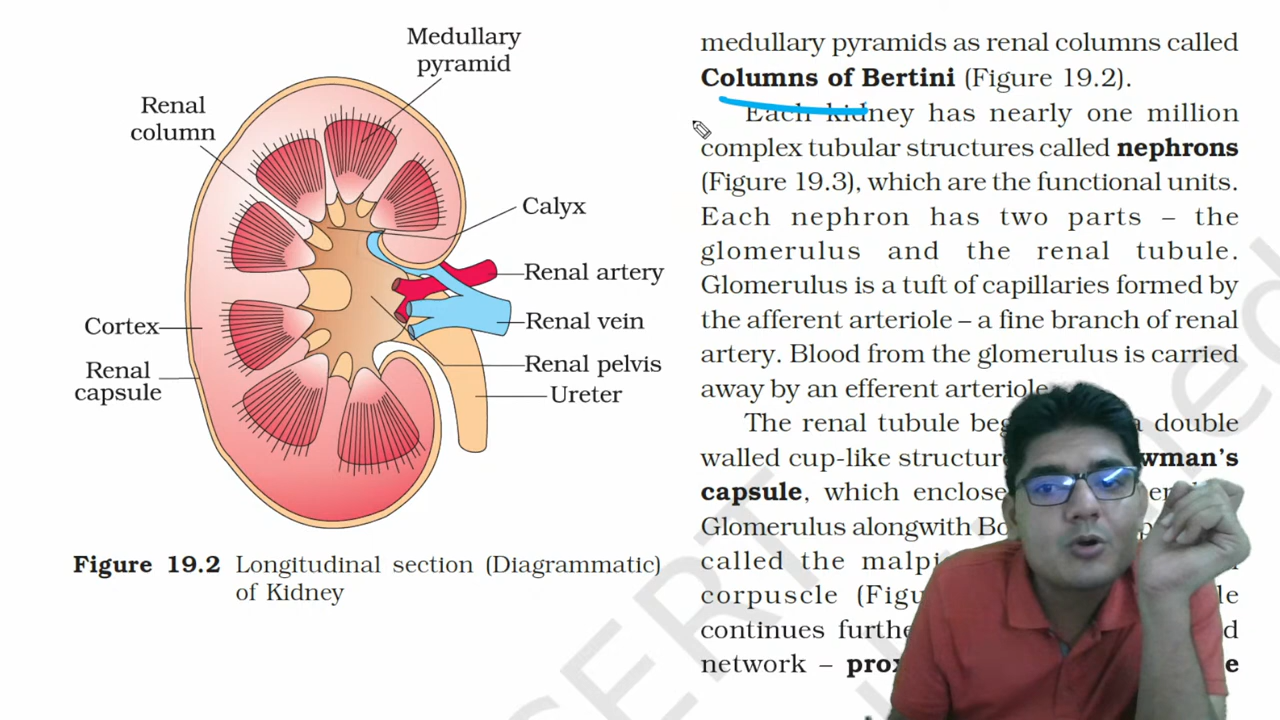 Medullary
pyramid
Renal
column
Calyx
Renal artery
Renal vein
Cortex
Renal pelvis
Renal
capsule
Ureter
Figure 19.2 Longitudinal section (Diagrammatic)
of Kidney
medullary pyramids as renal columns called
Columns of Bertini (Figure 19.2).
Each kidney has nearly one million
complex tubular structures called nephrons
(Figure 19.3), which are the functional units.
Each nephron has two parts – the
glomerulus and the renal tubule.
Glomerulus is a tuft of capillaries formed by
the afferent arteriole – a fine branch of renal
artery. Blood from the glomerulus is carried
away by an efferent arteriole
The renal tubule a double
walled cup-like structure wman's
capsule, which
Glomerulus alongwith
called the
corpuscle
continues
network –